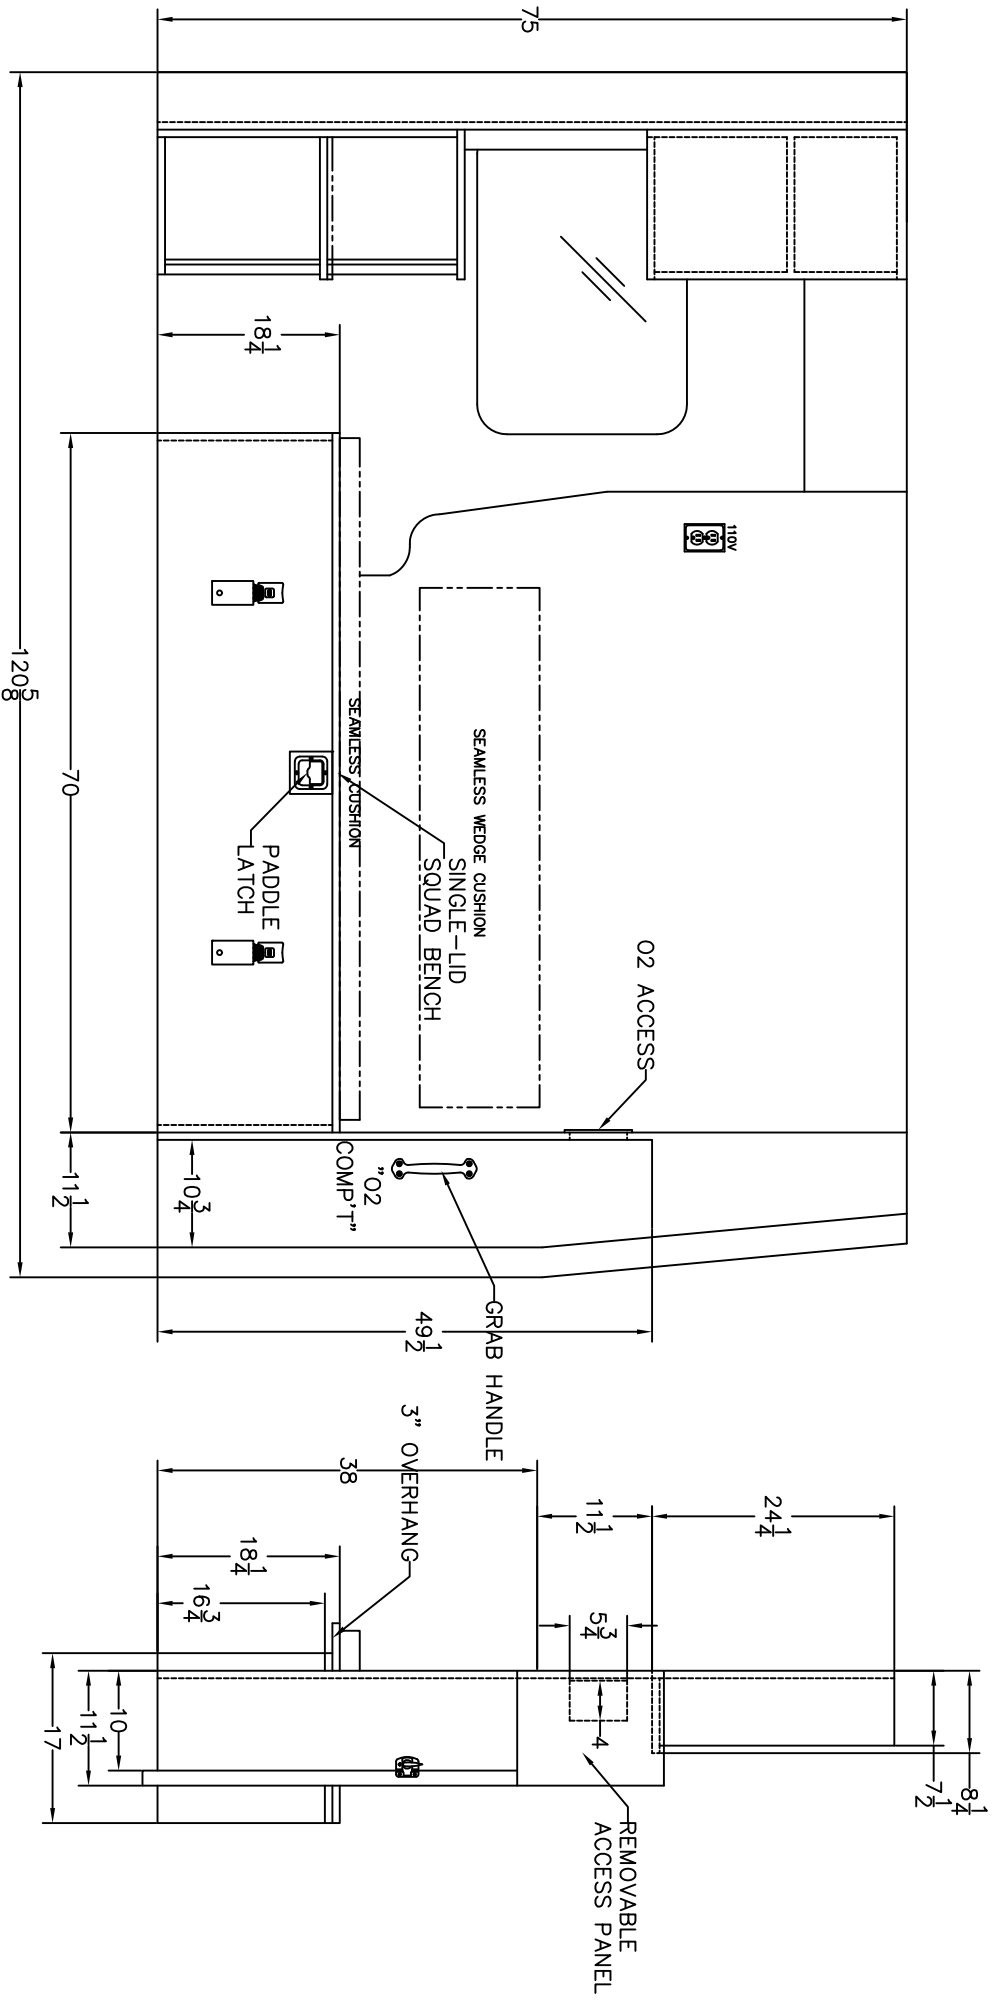 75
120 5/8
18 1/4
70
11 1/2
10 3/4
49 1/2
110V
SEAMLESS CUSHION
SEAMLESS WEDGE CUSHION
SINGLE-LID
SQUAD BENCH
PADDLE
LATCH
O2 ACCESS
"O2
COMP'T"
GRAB HANDLE
3" OVERHANG
38
11 1/2
24 1/4
18 1/4
16 3/4
5 3/4
4
10
11 1/2
17
7 1/2
8 1/4
REMOVABLE
ACCESS PANEL